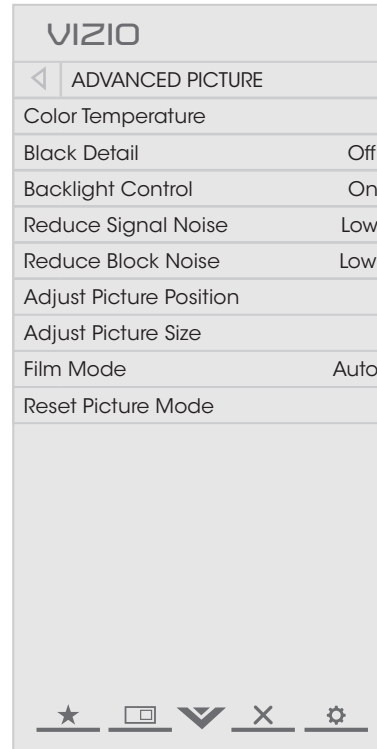 VIZIO
ADVANCED PICTURE
Color Temperature
Black Detail Off
Backlight Control On
Reduce Signal Noise Low
Reduce Block Noise Low
Adjust Picture Position
Adjust Picture Size
Film Mode Auto
Reset Picture Mode